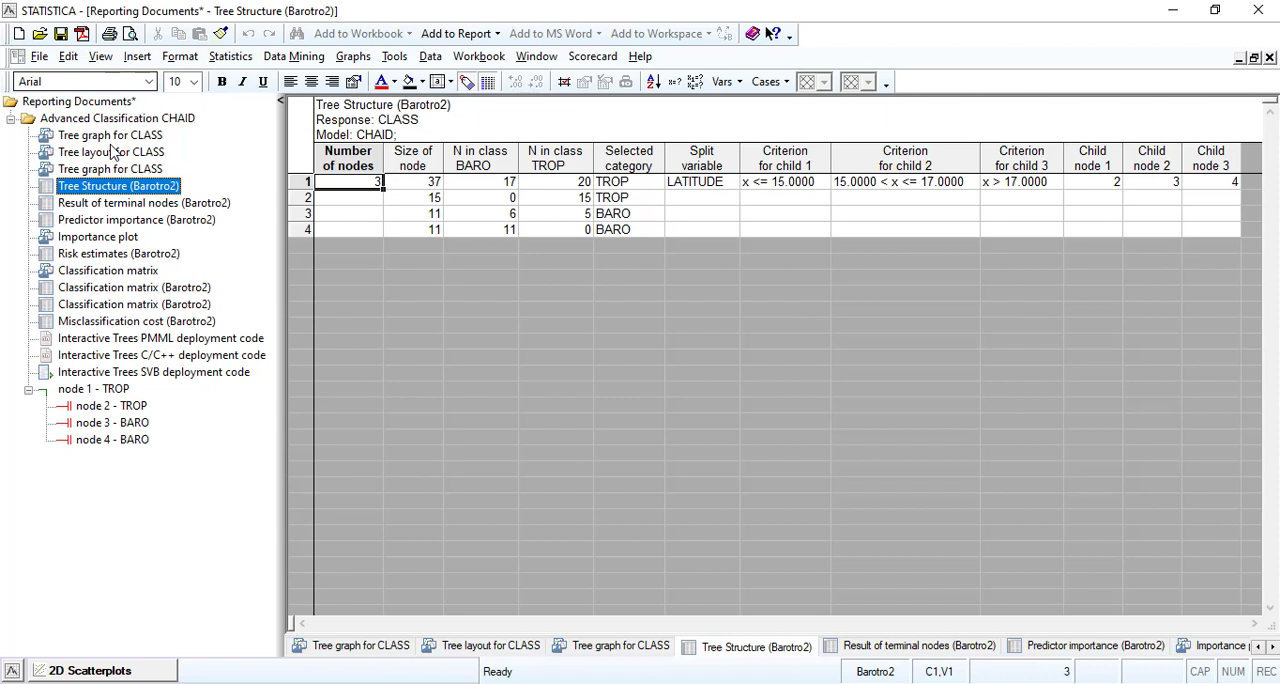 STATISTICA - [Reporting Documents* - Tree Structure (Barotro2)]
Add to Workbook Add to Report Add to MS Word Add to Workspace
File Edit View Insert Format Statistics Data Mining Graphs Tools Data Workbook Window Scorecard Help
Arial 10 B I U Vars Cases
Reporting Documents*
Advanced Classification CHAID
Tree graph for CLASS
Tree layout for CLASS
Tree graph for CLASS
Tree Structure (Barotro2)
Result of terminal nodes (Barotro2)
Predictor importance (Barotro2)
Importance plot
Risk estimates (Barotro2)
Classification matrix
Classification matrix (Barotro2)
Classification matrix (Barotro2)
Misclassification cost (Barotro2)
Interactive Trees PMML deployment code
Interactive Trees C/C++ deployment code
Interactive Trees SVB deployment code
node 1 - TROP
node 2 - TROP
node 3 - BARO
node 4 - BARO
Tree Structure (Barotro2)
Response: CLASS
Model: CHAID;
Number Size of N in class N in class Selected Split Criterion Criterion Criterion Child Child Child
of nodes node BARO TROP category variable for child 1 for child 2 for child 3 node 1 node 2 node 3
1 3 37 17 20 TROP LATITUDE x <= 15.0000 15.0000 < x <= 17.0000 x > 17.0000 2 3 4
2 15 0 15 TROP
3 11 6 5 BARO
4 11 11 0 BARO
Tree graph for CLASS Tree layout for CLASS Tree graph for CLASS Tree Structure (Barotro2) Result of terminal nodes (Barotro2) Predictor importance (Barotro2) Importance
2D Scatterplots Ready Barotro2 C1,V1 3 CAP NUM REC